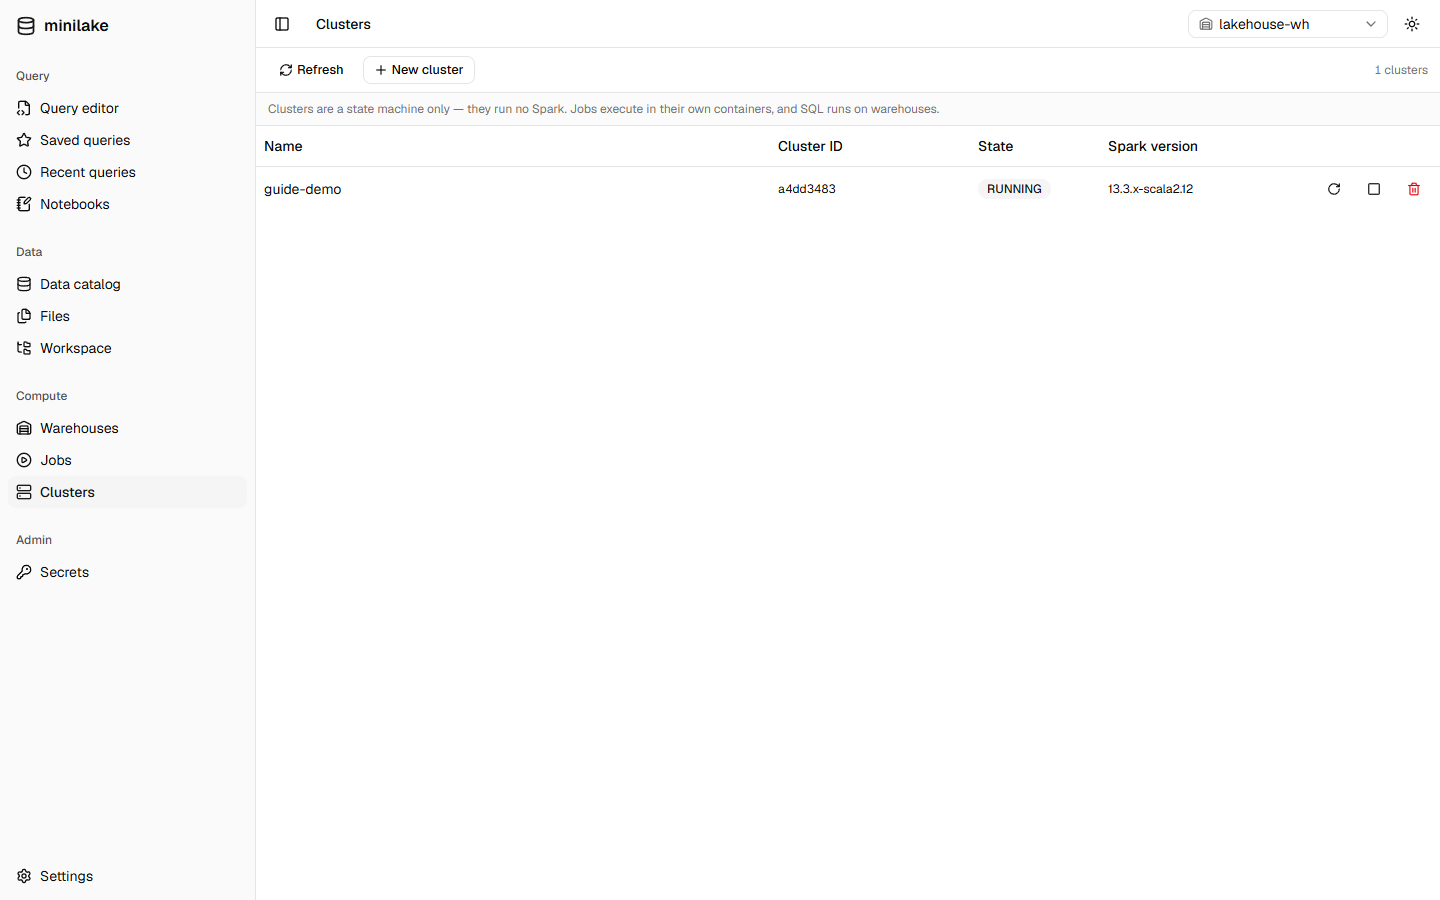 minilake
Query
Query editor
Saved queries
Recent queries
Notebooks
Data
Data catalog
Files
Workspace
Compute
Warehouses
Jobs
Clusters
Admin
Secrets
Settings
Clusters
lakehouse-wh
Refresh
New cluster
1 clusters
Clusters are a state machine only — they run no Spark. Jobs execute in their own containers, and SQL runs on warehouses.
Name Cluster ID State Spark version
guide-demo a4dd3483 RUNNING 13.3.x-scala2.12